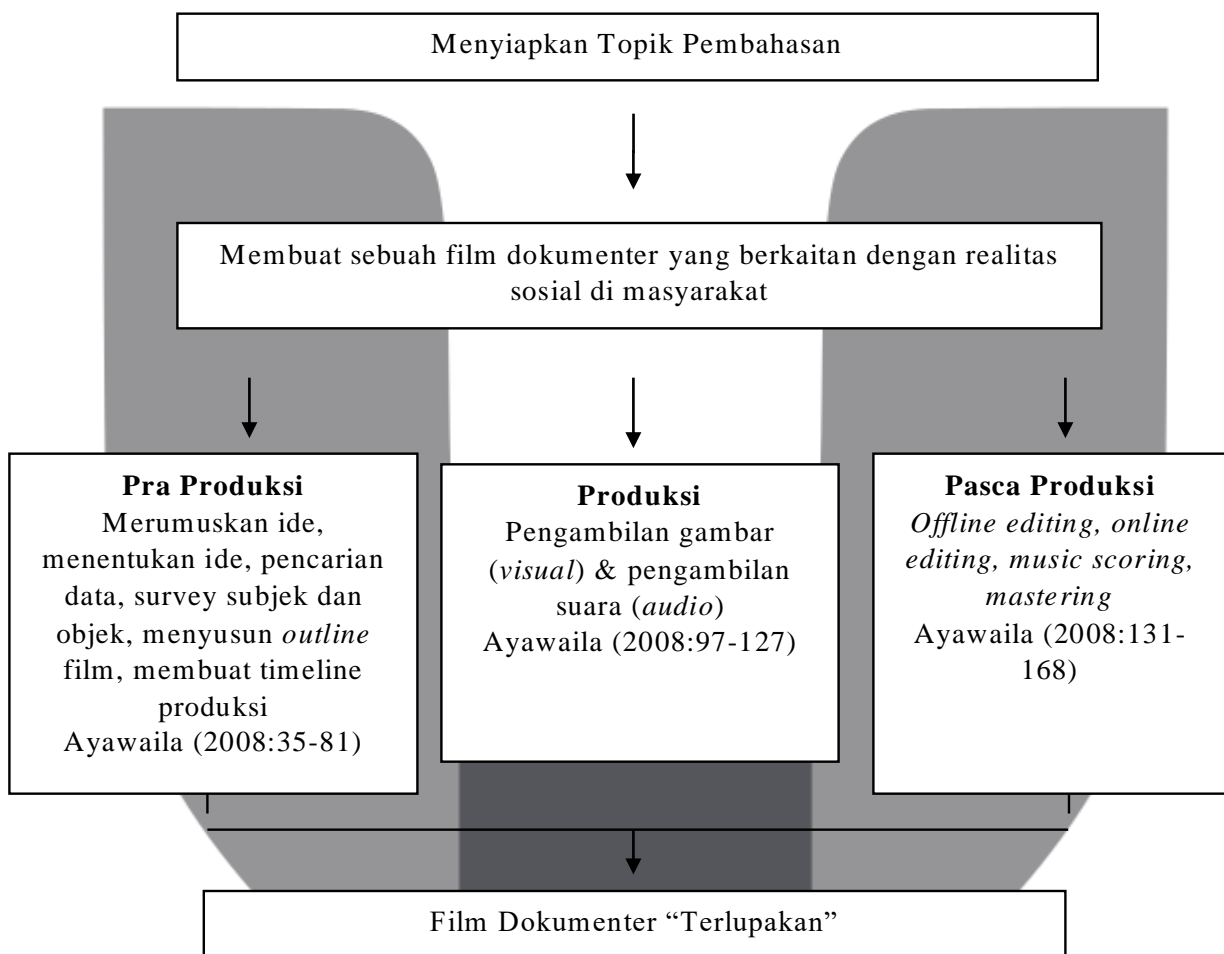 Menyiapkan Topik Pembahasan
Membuat sebuah film dokumenter yang berkaitan dengan realitas
sosial di masyarakat
Pra Produksi
Merumuskan ide,
menentukan ide, pencarian
data, survey subjek dan
objek, menyusun outline
film, membuat timeline
produksi
Ayawaila (2008:35-81)
Produksi
Pengambilan gambar
(visual) & pengambilan
suara (audio)
Ayawaila (2008:97-127)
Pasca Produksi
Offline editing, online
editing, music scoring,
mastering
Ayawaila (2008:131-
168)
Film Dokumenter “Terlupakan”